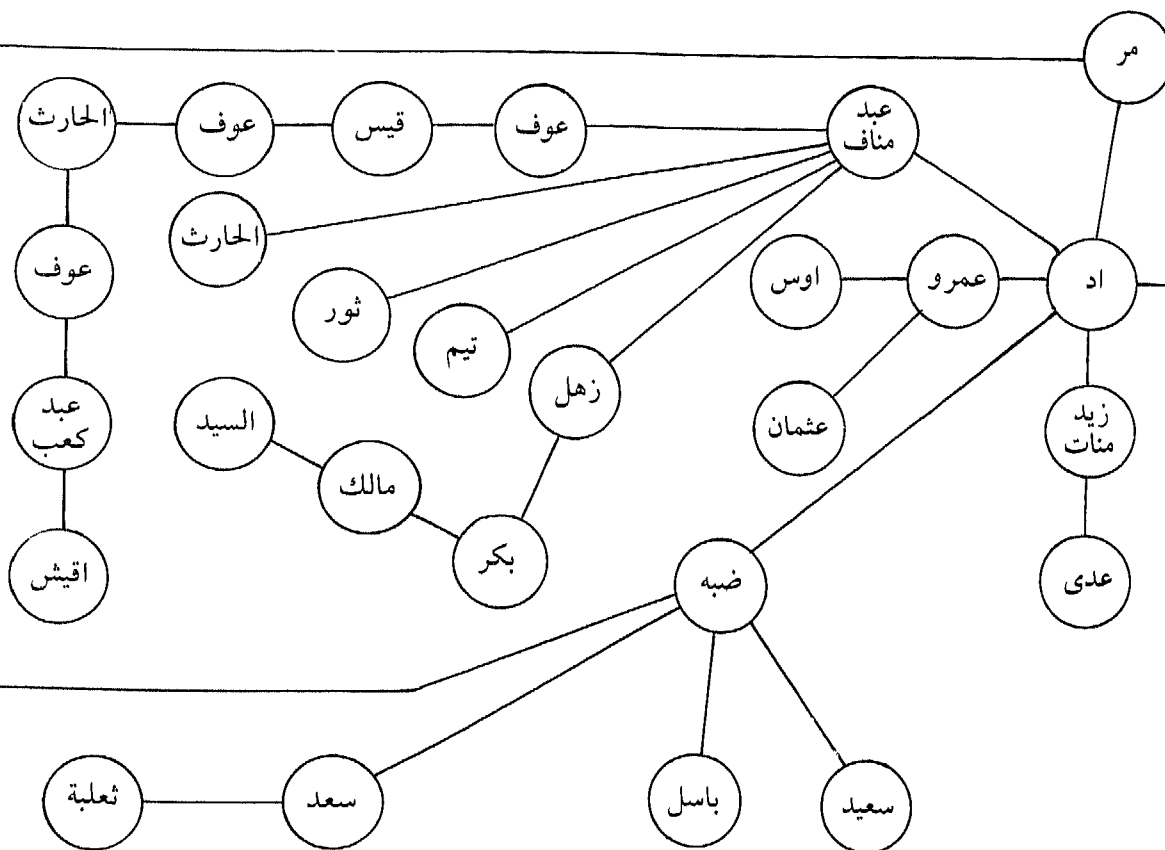 مر
عبد
مناف
عوف
قيس
عوف
الحارث
الحارث
ثور
تيم
زهل
اد
عمرو
اوس
عثمان
زيد
منات
عدى
عوف
عبد
كعب
اقيش
السيد
مالك
بكر
ضبه
سعيد
باسل
سعد
ثعلبة